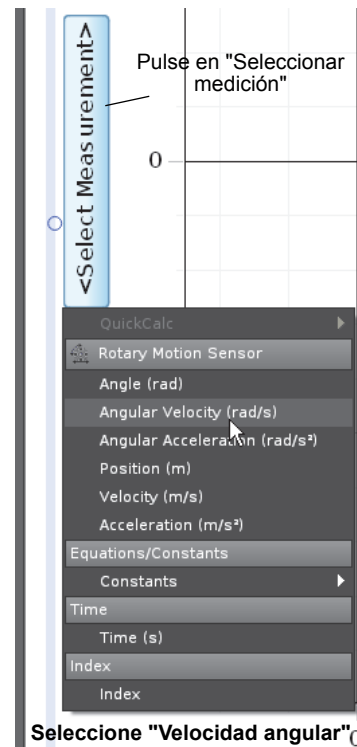 Pulse en "Seleccionar
medición"
<Select Measurement>
0
QuickCalc
Rotary Motion Sensor
Angle (rad)
Angular Velocity (rad/s)
Angular Acceleration (rad/s²)
Position (m)
Velocity (m/s)
Acceleration (m/s²)
Equations/Constants
Constants
Time
Time (s)
Index
Index
Seleccione "Velocidad angular"